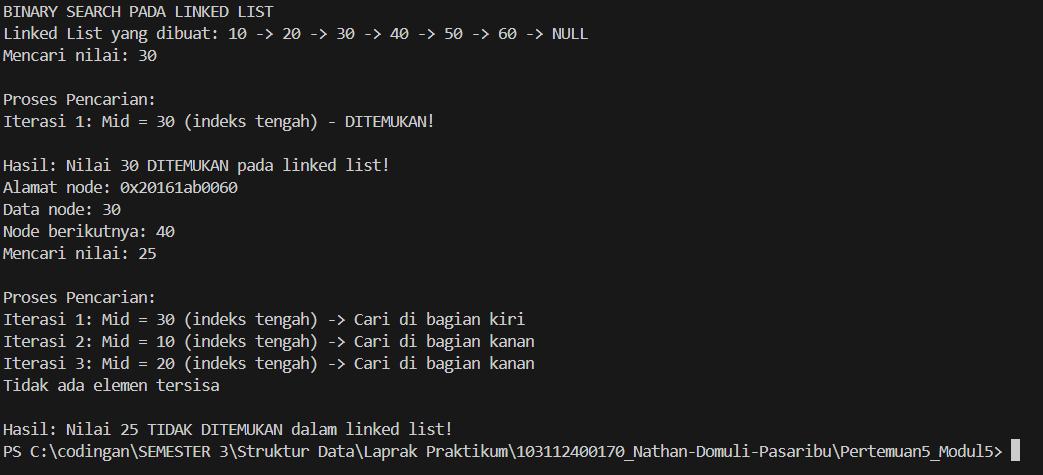 BINARY SEARCH PADA LINKED LIST
Linked List yang dibuat: 10 -> 20 -> 30 -> 40 -> 50 -> 60 -> NULL
Mencari nilai: 30
Proses Pencarian:
Iterasi 1: Mid = 30 (indeks tengah) - DITEMUKAN!
Hasil: Nilai 30 DITEMUKAN pada linked list!
Alamat node: 0x20161ab0060
Data node: 30
Node berikutnya: 40
Mencari nilai: 25
Proses Pencarian:
Iterasi 1: Mid = 30 (indeks tengah) -> Cari di bagian kiri
Iterasi 2: Mid = 10 (indeks tengah) -> Cari di bagian kanan
Iterasi 3: Mid = 20 (indeks tengah) -> Cari di bagian kanan
Tidak ada elemen tersisa
Hasil: Nilai 25 TIDAK DITEMUKAN dalam linked list!
PS C:\codingan\SEMESTER 3\Struktur Data\Laprak Praktikum\103112400170_Nathan-Domuli-Pasaribu\Pertemuan5_Modul5>